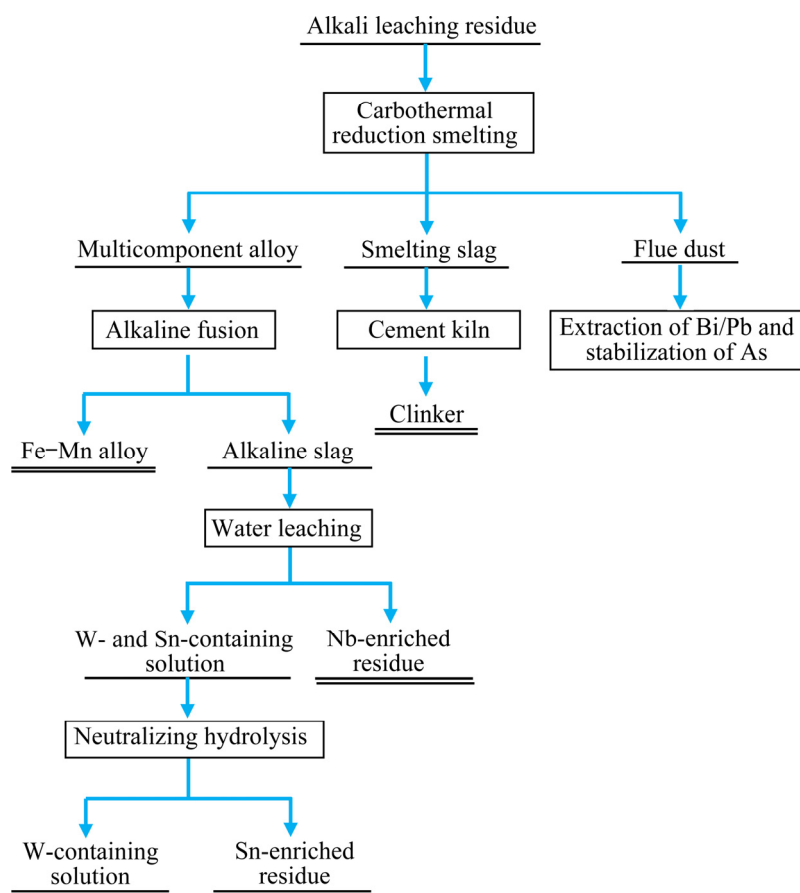 Alkali leaching residue
Carbothermal
reduction smelting
Multicomponent alloy
Smelting slag
Flue dust
Alkaline fusion
Cement kiln
Extraction of Bi/Pb and
stabilization of As
Clinker
Fe−Mn alloy
Alkaline slag
Water leaching
W- and Sn-containing
solution
Nb-enriched
residue
Neutralizing hydrolysis
W-containing
solution
Sn-enriched
residue